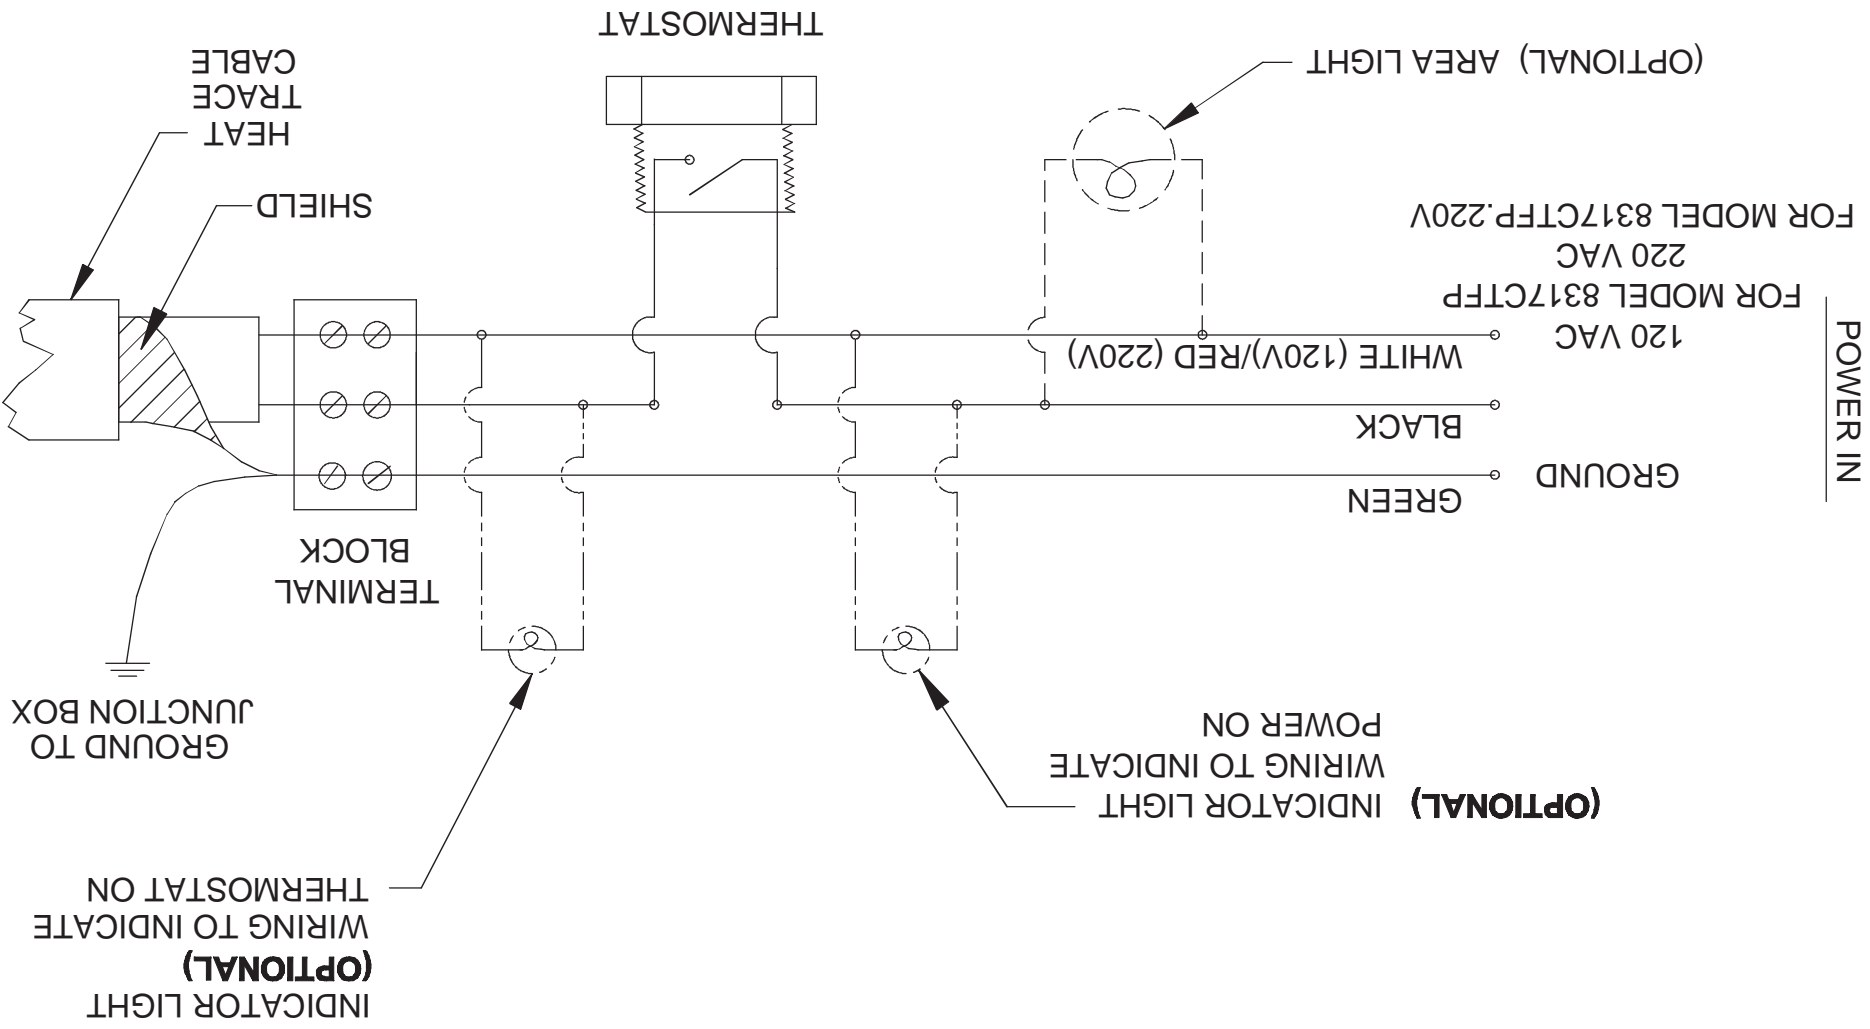 INDICATOR LIGHT
(OPTIONAL)
WIRING TO INDICATE
THERMOSTAT ON
(OPTIONAL) INDICATOR LIGHT
WIRING TO INDICATE
POWER ON
GROUND TO
JUNCTION BOX
TERMINAL
BLOCK
POWER IN
GROUND
GREEN
BLACK
WHITE (120V)/RED (220V)
120 VAC
FOR MODEL 8317CTFP
220 VAC
FOR MODEL 8317CTFP.220V
SHIELD
HEAT
TRACE
CABLE
(OPTIONAL) AREA LIGHT
THERMOSTAT